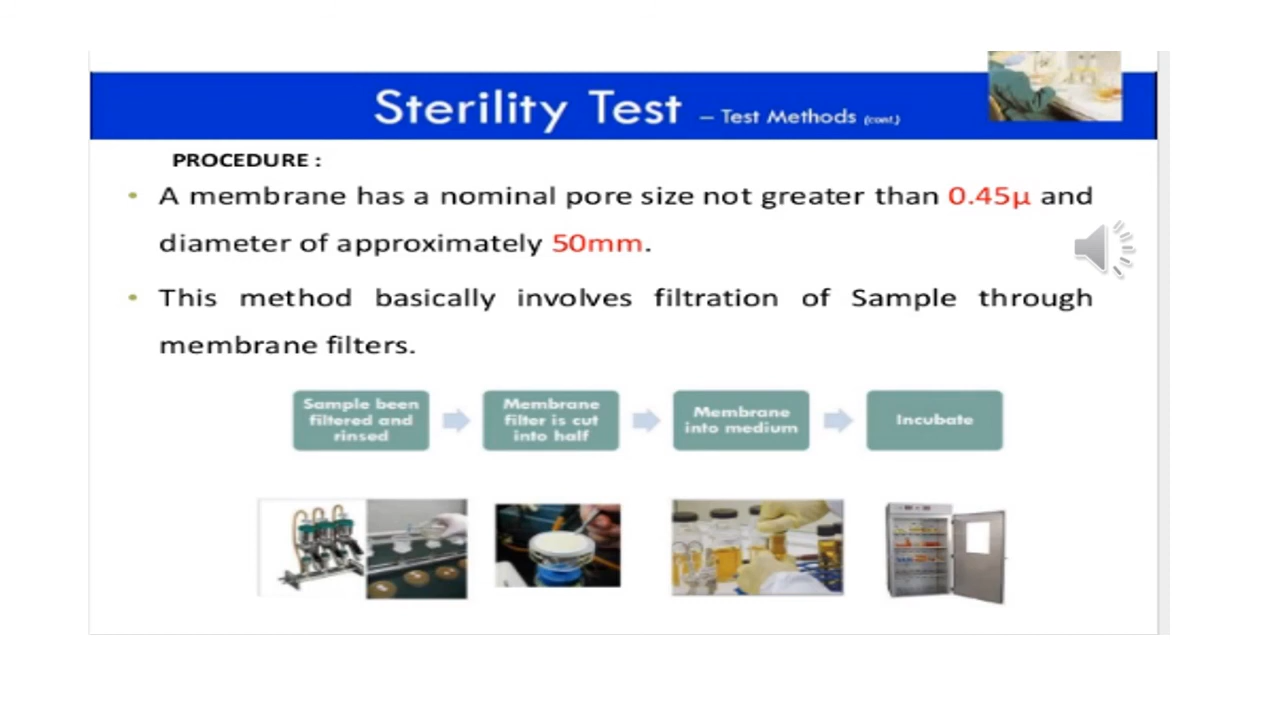 Sterility Test – Test Methods (cont.)
PROCEDURE :
• A membrane has a nominal pore size not greater than 0.45µ and
diameter of approximately 50mm.
• This method basically involves filtration of Sample through
membrane filters.
Sample been
filtered and
rinsed
Membrane
filter is cut
into half
Membrane
into medium
Incubate